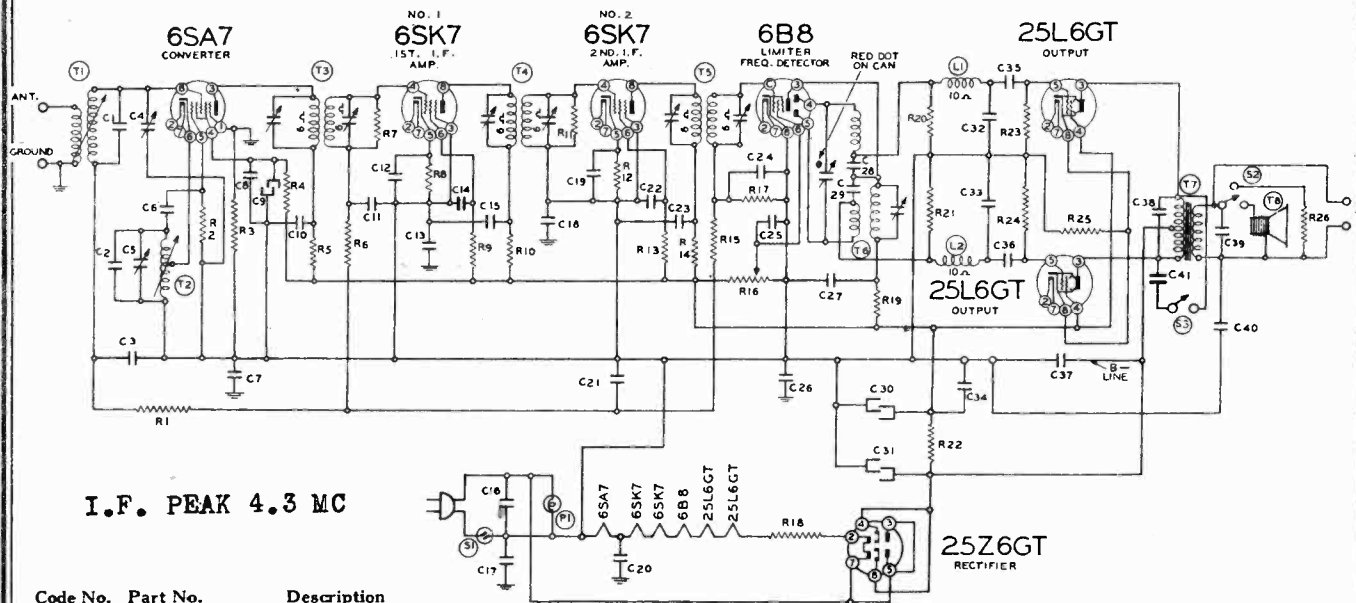 NO. 1
NO. 2
6SA7
6SK7
6SK7
6B8
25L6GT
CONVERTER
1ST. I.F.
AMP.
2ND. I.F.
AMP.
LIMITER
FREQ. DETECTOR
RED DOT
ON CAN
OUTPUT
T1
T3
T4
T5
L1
10Ω
C35
ANT.
GROUND
C1
C4
6Ω
6Ω
R7
6Ω
6Ω
R11
6Ω
6Ω
R20
C32
R23
C28
C29
C8
C9
R4
C10
R5
C12
R8
C14
C15
C11
C13
R6
R9
R10
C19
R12
C22
C18
C23
R13
R14
C24
R17
C25
R15
R16
C27
T6
R19
C6
R2
R3
C2
C5
T2
R21
C33
R24
R25
L2
10Ω
C36
25L6GT
OUTPUT
C38
T7
S2
T8
R26
C39
C41
S3
C40
C3
C7
R1
C21
C26
C30
C34
C37
B-
LINE
C31
R22
I.F. PEAK 4.3 MC
C16
P1
S1
C17
6SA7
6SK7
6SK7
6B8
25L6GT
25L6GT
C20
R18
25Z6GT
RECTIFIER
Code No. Part No. Description